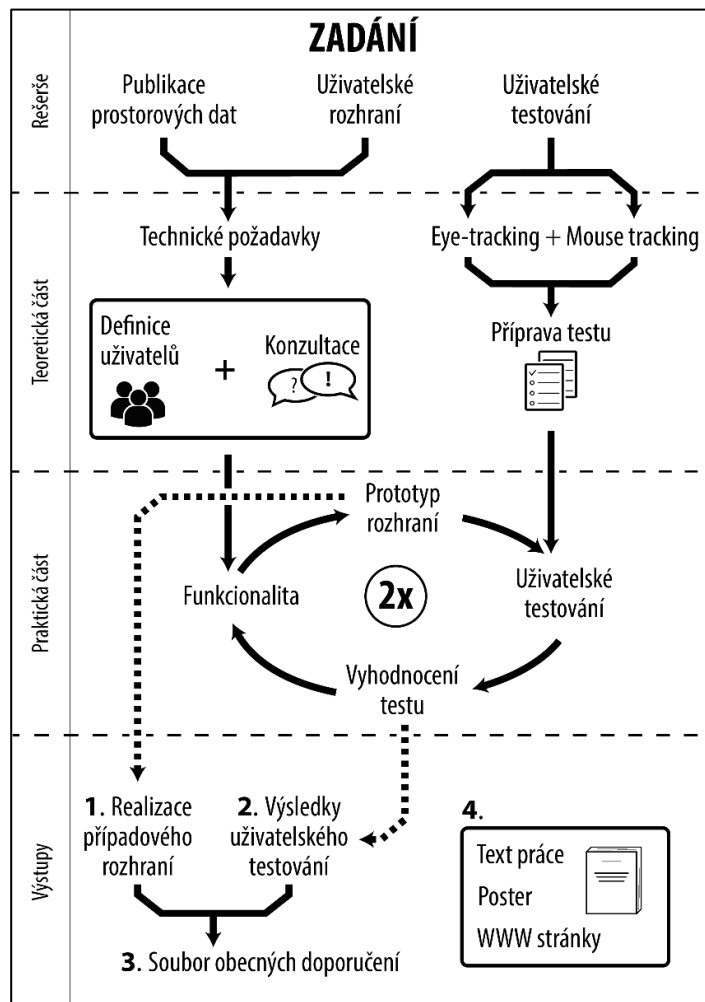 ZADÁNÍ
Rešerše
Publikace
prostorových dat
Uživatelské
rozhraní
Uživatelské
testování
Teoretická část
Technické požadavky
Eye-tracking + Mouse tracking
Definice
uživatelů
+
Konzultace
? !
Příprava testu
Praktická část
Prototyp
rozhraní
Funkcionalita
2x
Uživatelské
testování
Vyhodnocení
testu
Výstupy
1. Realizace
případového
rozhraní
2. Výsledky
uživatelského
testování
3. Soubor obecných doporučení
4.
Text práce
Poster
WWW stránky